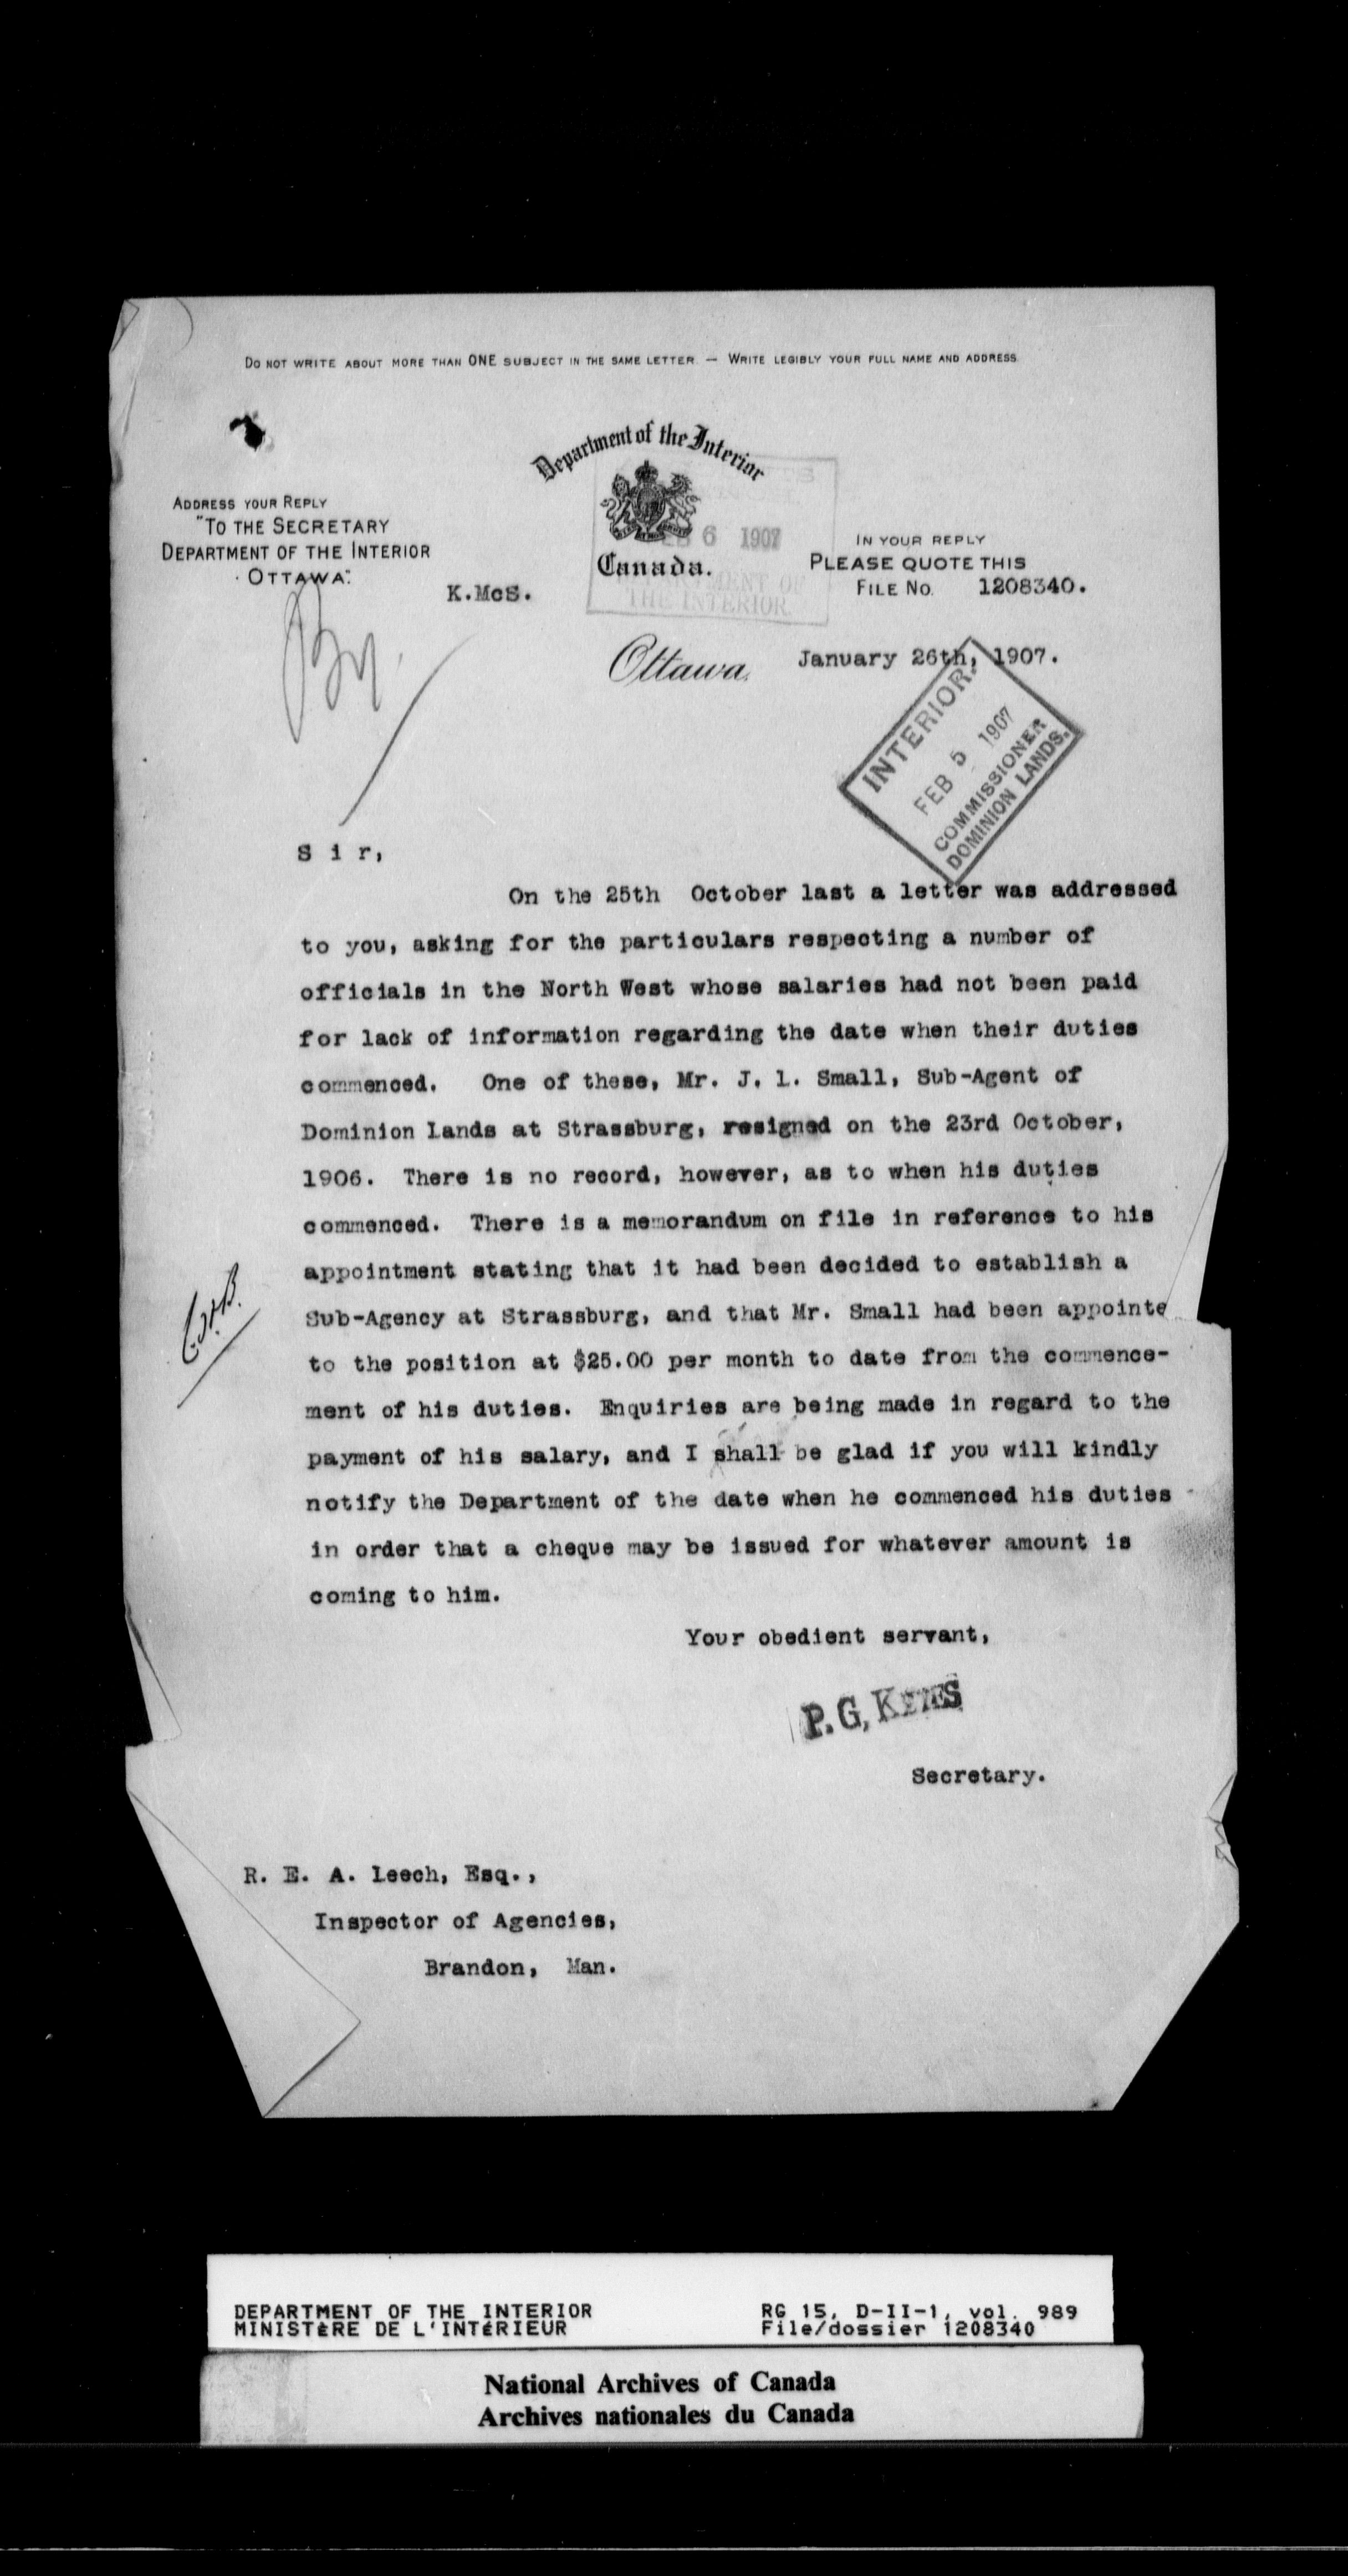 DO NOT WRITE ABOUT MORE THAN ONE SUBJECT IN THE SAME LETTER. — WRITE LEGIBLY YOUR FULL NAME AND ADDRESS.
Department of the Interior
Canada.
ADDRESS YOUR REPLY
"TO THE SECRETARY
DEPARTMENT OF THE INTERIOR
OTTAWA."
K.McS.
IN YOUR REPLY
PLEASE QUOTE THIS
FILE No. 1208340.
6 1907
THE INTERIOR.
Ottawa, January 26th, 1907.
INTERIOR.
FEB 5 1907
COMMISSIONER
DOMINION LANDS.
S i r,
On the 25th October last a letter was addressed
to you, asking for the particulars respecting a number of
officials in the North West whose salaries had not been paid
for lack of information regarding the date when their duties
commenced. One of these, Mr. J. L. Small, Sub-Agent of
Dominion Lands at Strassburg, resigned on the 23rd October,
1906. There is no record, however, as to when his duties
commenced. There is a memorandum on file in reference to his
appointment stating that it had been decided to establish a
Sub-Agency at Strassburg, and that Mr. Small had been appointe
to the position at $25.00 per month to date from the commence-
ment of his duties. Enquiries are being made in regard to the
payment of his salary, and I shall be glad if you will kindly
notify the Department of the date when he commenced his duties
in order that a cheque may be issued for whatever amount is
coming to him.
Your obedient servant,
P. G, KEYES
Secretary.
R. E. A. Leech, Esq.,
Inspector of Agencies,
Brandon, Man.
DEPARTMENT OF THE INTERIOR
MINISTÈRE DE L'INTÉRIEUR
RG 15, D-II-1, vol. 989
File/dossier 1208340
National Archives of Canada
Archives nationales du Canada